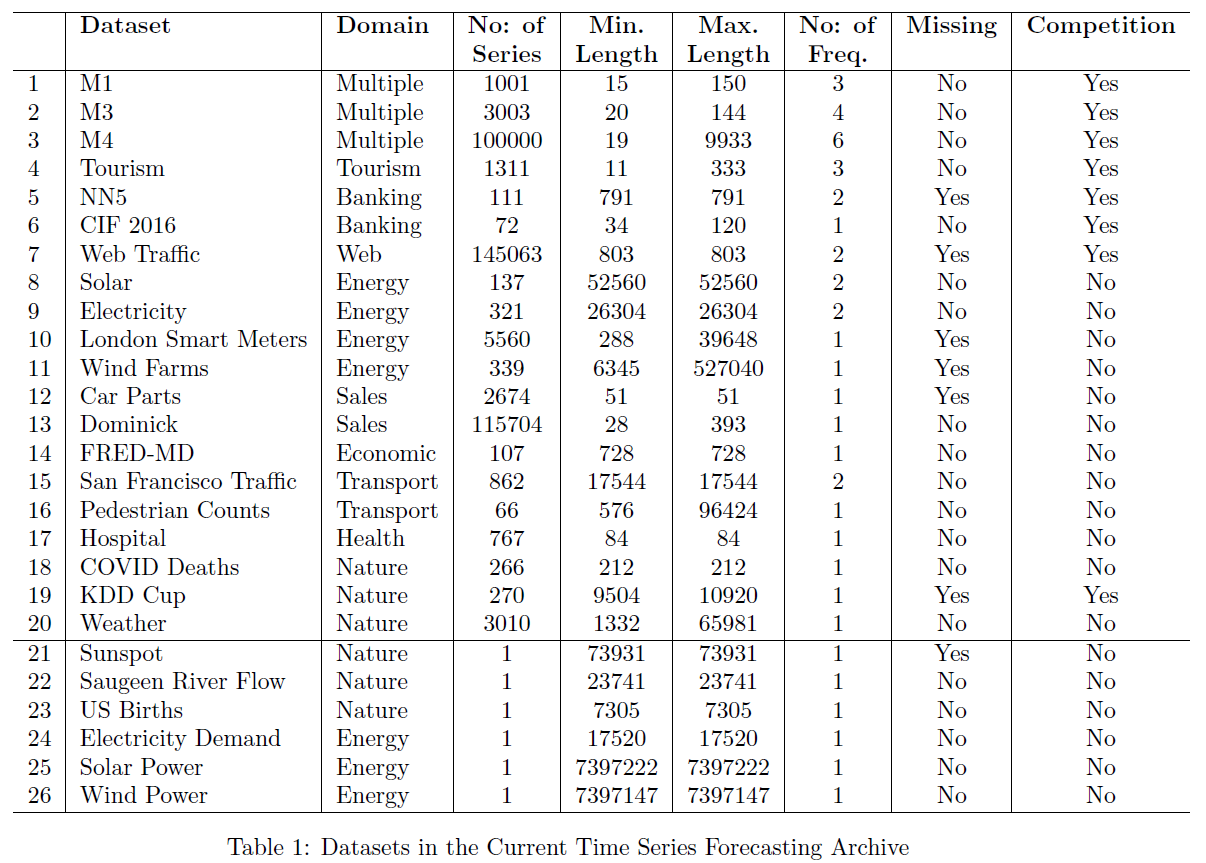 Dataset Domain No: of Min. Max. No: of Missing Competition
Series Length Length Freq.
1 M1 Multiple 1001 15 150 3 No Yes
2 M3 Multiple 3003 20 144 4 No Yes
3 M4 Multiple 100000 19 9933 6 No Yes
4 Tourism Tourism 1311 11 333 3 No Yes
5 NN5 Banking 111 791 791 2 Yes Yes
6 CIF 2016 Banking 72 34 120 1 No Yes
7 Web Traffic Web 145063 803 803 2 Yes Yes
8 Solar Energy 137 52560 52560 2 No No
9 Electricity Energy 321 26304 26304 2 No No
10 London Smart Meters Energy 5560 288 39648 1 Yes No
11 Wind Farms Energy 339 6345 527040 1 Yes No
12 Car Parts Sales 2674 51 51 1 Yes No
13 Dominick Sales 115704 28 393 1 No No
14 FRED-MD Economic 107 728 728 1 No No
15 San Francisco Traffic Transport 862 17544 17544 2 No No
16 Pedestrian Counts Transport 66 576 96424 1 No No
17 Hospital Health 767 84 84 1 No No
18 COVID Deaths Nature 266 212 212 1 No No
19 KDD Cup Nature 270 9504 10920 1 Yes Yes
20 Weather Nature 3010 1332 65981 1 No No
21 Sunspot Nature 1 73931 73931 1 Yes No
22 Saugeen River Flow Nature 1 23741 23741 1 No No
23 US Births Nature 1 7305 7305 1 No No
24 Electricity Demand Energy 1 17520 17520 1 No No
25 Solar Power Energy 1 7397222 7397222 1 No No
26 Wind Power Energy 1 7397147 7397147 1 No No
Table 1: Datasets in the Current Time Series Forecasting Archive